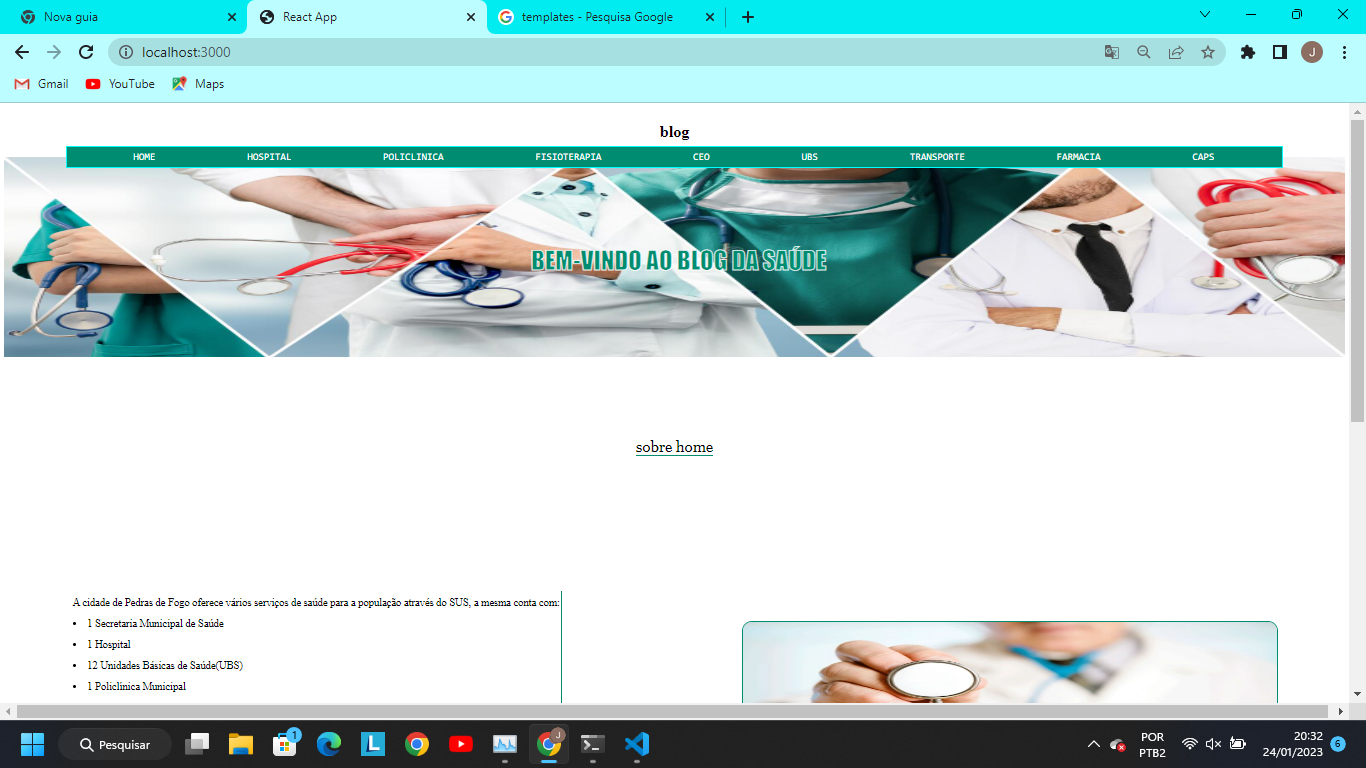 Nova guia
React App
templates - Pesquisa Google
localhost:3000
J
Gmail
YouTube
Maps
blog
HOME HOSPITAL POLICLINICA FISIOTERAPIA CEO UBS TRANSPORTE FARMACIA CAPS
BEM-VINDO AO BLOG DA SAÚDE
sobre home
A cidade de Pedras de Fogo oferece vários serviços de saúde para a população através do SUS, a mesma conta com:
• 1 Secretaria Municipal de Saúde
• 1 Hospital
• 12 Unidades Básicas de Saúde(UBS)
• 1 Policlinica Municipal
Pesquisar
1
L
J
POR
PTB2
20:32
24/01/2023
6